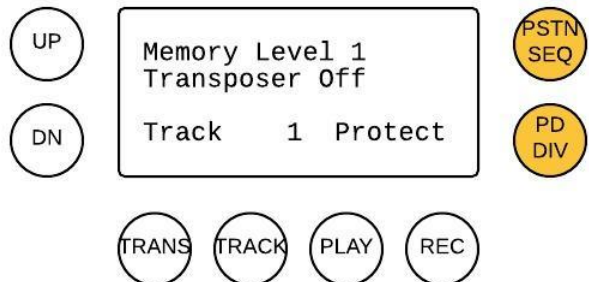 UP
DN
Memory Level 1
Transposer Off
Track 1 Protect
PSTN
SEQ
PD
DIV
TRANS
TRACK
PLAY
REC